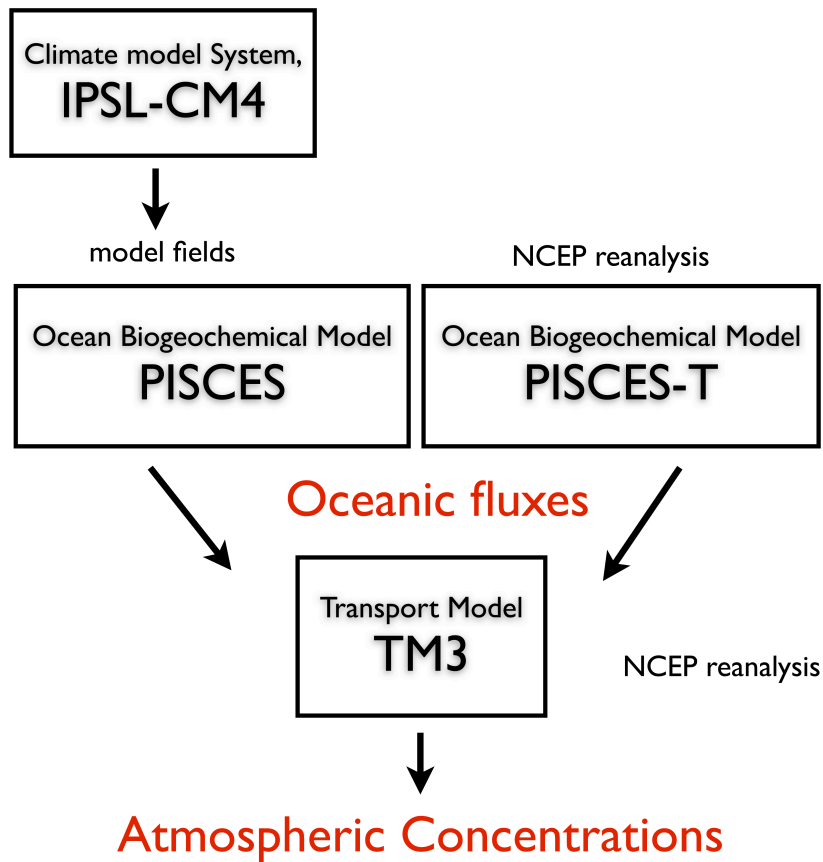 Climate model System,
IPSL-CM4
model fields
NCEP reanalysis
Ocean Biogeochemical Model
PISCES
Ocean Biogeochemical Model
PISCES-T
Oceanic fluxes
Transport Model
TM3
NCEP reanalysis
Atmospheric Concentrations